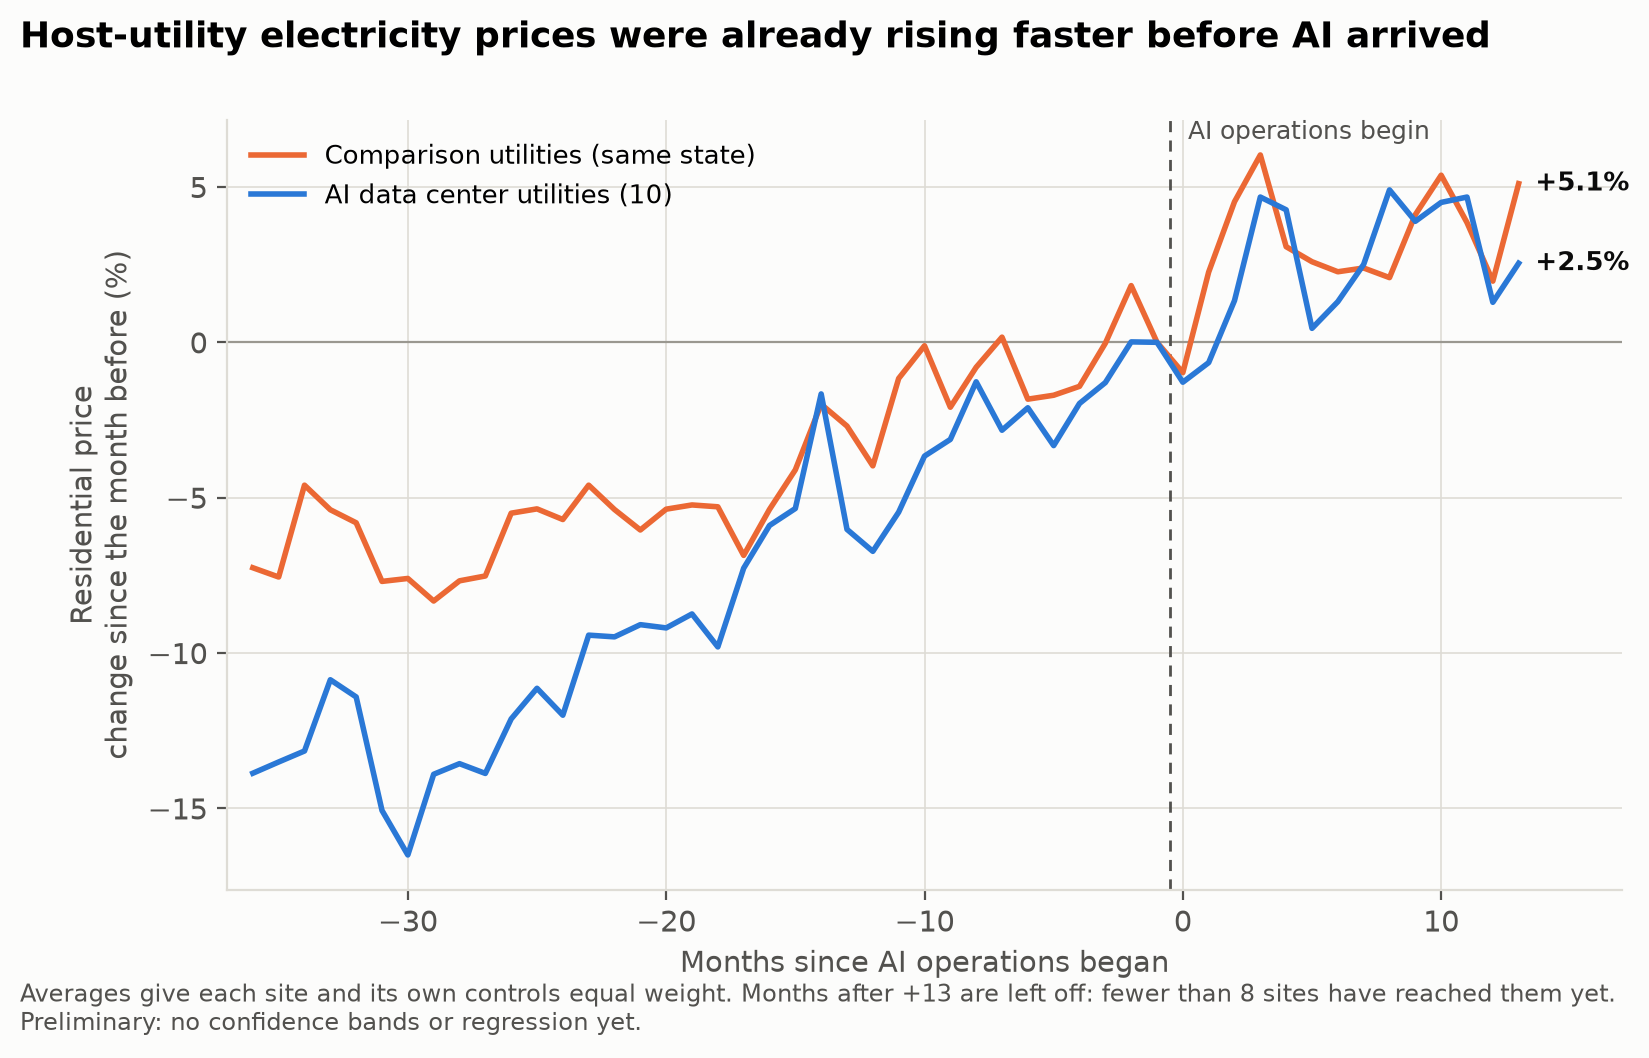 Host-utility electricity prices were already rising faster before AI arrived
AI operations begin
Comparison utilities (same state)
AI data center utilities (10)
5
0
−5
−10
−15
+5.1%
+2.5%
Residential price
change since the month before (%)
−30
−20
−10
0
10
Months since AI operations began
Averages give each site and its own controls equal weight. Months after +13 are left off: fewer than 8 sites have reached them yet.
Preliminary: no confidence bands or regression yet.